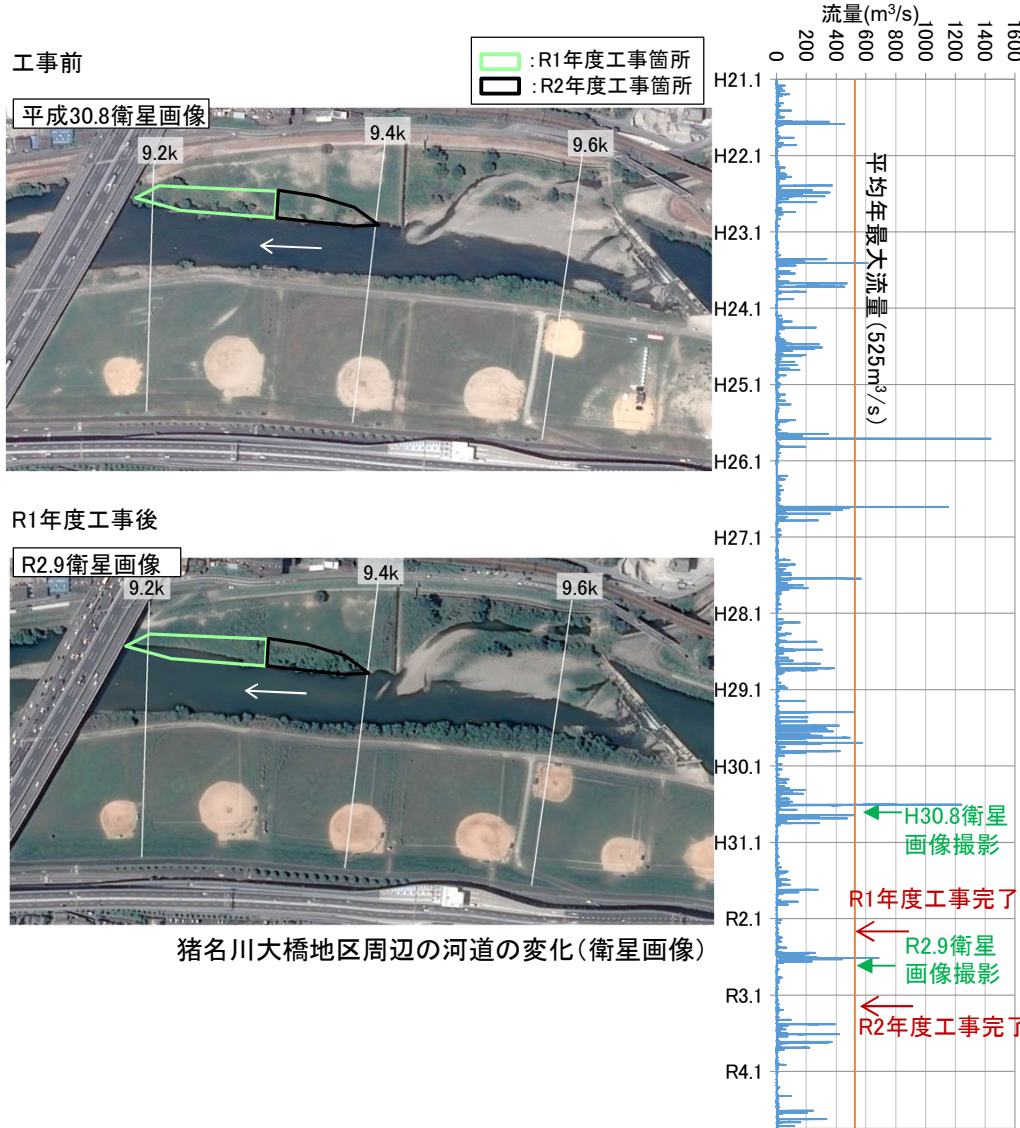 工事前
:R1年度工事箇所
:R2年度工事箇所
平成30.8衛星画像
9.2k
9.4k
9.6k
R1年度工事後
R2.9衛星画像
9.2k
9.4k
9.6k
猪名川大橋地区周辺の河道の変化(衛星画像)
流量(m³/s)
0
200
400
600
800
1000
1200
1400
1600
平均年最大流量(525m³/s)
H21.1
H22.1
H23.1
H24.1
H25.1
H26.1
H27.1
H28.1
H29.1
H30.1
H31.1
R2.1
R3.1
R4.1
H30.8衛星
画像撮影
R1年度工事完了
R2.9衛星
画像撮影
R2年度工事完了